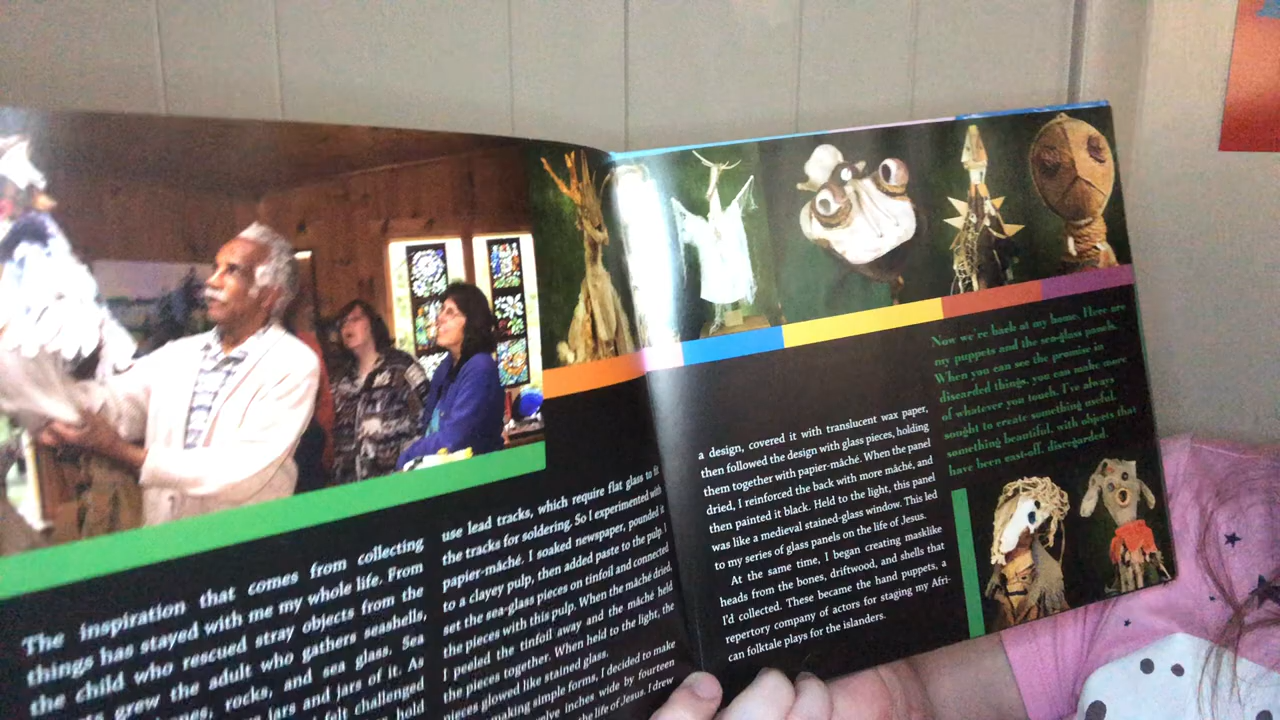 The inspiration that comes from collecting
things has stayed with me my whole life. From
the child who rescued stray objects from the
grew the adult who gathers seashells,
bones, rocks, and sea glass. Sea
jars and jars of it. As
felt challenged
hold
use lead tracks, which require flat glass to fit
the tracks for soldering. So I experimented with
papier-mâché. I soaked newspaper, pounded it
to a clayey pulp, then added paste to the pulp. I
set the sea-glass pieces on tinfoil and connected
the pieces with this pulp. When the mâché dried,
I peeled the tinfoil away and the mâché held
the pieces together. When held to the light, the
pieces glowed like stained glass.
making simple forms, I decided to make
inches wide by fourteen
the life of Jesus. I drew
a design, covered it with translucent wax paper,
then followed the design with glass pieces, holding
them together with papier-mâché. When the panel
dried, I reinforced the back with more mâché, and
then painted it black. Held to the light, this panel
was like a medieval stained-glass window. This led
to my series of glass panels on the life of Jesus.
At the same time, I began creating masklike
heads from the bones, driftwood, and shells that
I'd collected. These became the hand puppets, a
repertory company of actors for staging my Afri-
can folktale plays for the islanders.
Now we're back at my home. Here are
my puppets and the sea-glass panels.
When you can see the promise in
discarded things, you can make more
of whatever you touch. I've always
sought to create something useful,
something beautiful, with objects that
have been cast-off, disregarded.